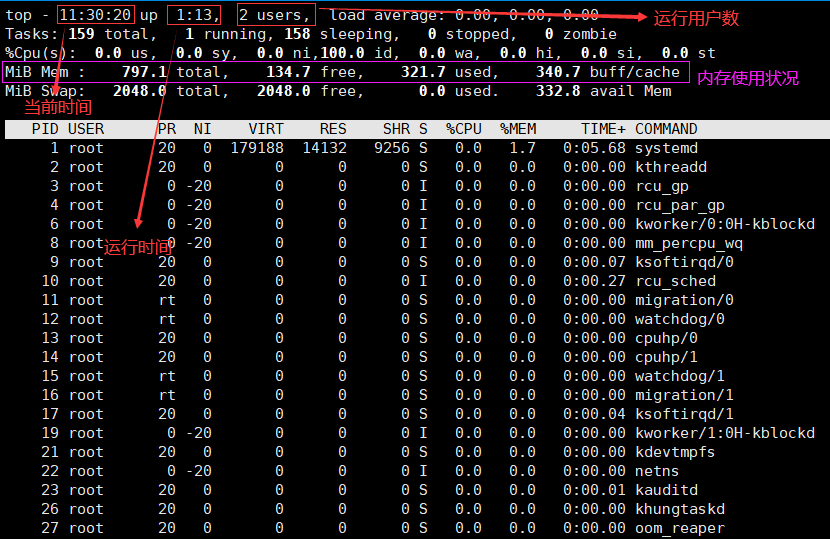 top - 11:30:20 up  1:13,  2 users,  load average: 0.00, 0.00, 0.00
运行用户数
Tasks: 159 total,   1 running, 158 sleeping,   0 stopped,   0 zombie
%Cpu(s):  0.0 us,  0.0 sy,  0.0 ni,100.0 id,  0.0 wa,  0.0 hi,  0.0 si,  0.0 st
MiB Mem :    797.1 total,    134.7 free,    321.7 used,    340.7 buff/cache
内存使用状况
MiB Swap:   2048.0 total,   2048.0 free,      0.0 used.    332.8 avail Mem
当前时间
PID USER      PR  NI    VIRT    RES    SHR S  %CPU  %MEM     TIME+ COMMAND
1 root      20   0  179188  14132   9256 S   0.0   1.7   0:05.68 systemd
2 root      20   0       0      0      0 S   0.0   0.0   0:00.00 kthreadd
3 root       0 -20       0      0      0 I   0.0   0.0   0:00.00 rcu_gp
4 root       0 -20       0      0      0 I   0.0   0.0   0:00.00 rcu_par_gp
6 root       0 -20       0      0      0 I   0.0   0.0   0:00.00 kworker/0:0H-kblockd
8 root       0 -20       0      0      0 I   0.0   0.0   0:00.00 mm_percpu_wq
运行时间
9 root      20   0       0      0      0 S   0.0   0.0   0:00.07 ksoftirqd/0
10 root      20   0       0      0      0 I   0.0   0.0   0:00.27 rcu_sched
11 root      rt   0       0      0      0 S   0.0   0.0   0:00.00 migration/0
12 root      rt   0       0      0      0 S   0.0   0.0   0:00.00 watchdog/0
13 root      20   0       0      0      0 S   0.0   0.0   0:00.00 cpuhp/0
14 root      20   0       0      0      0 S   0.0   0.0   0:00.00 cpuhp/1
15 root      rt   0       0      0      0 S   0.0   0.0   0:00.00 watchdog/1
16 root      rt   0       0      0      0 S   0.0   0.0   0:00.00 migration/1
17 root      20   0       0      0      0 S   0.0   0.0   0:00.04 ksoftirqd/1
19 root       0 -20       0      0      0 I   0.0   0.0   0:00.00 kworker/1:0H-kblockd
21 root      20   0       0      0      0 S   0.0   0.0   0:00.00 kdevtmpfs
22 root       0 -20       0      0      0 I   0.0   0.0   0:00.00 netns
23 root      20   0       0      0      0 S   0.0   0.0   0:00.01 kauditd
26 root      20   0       0      0      0 S   0.0   0.0   0:00.00 khungtaskd
27 root      20   0       0      0      0 S   0.0   0.0   0:00.00 oom_reaper